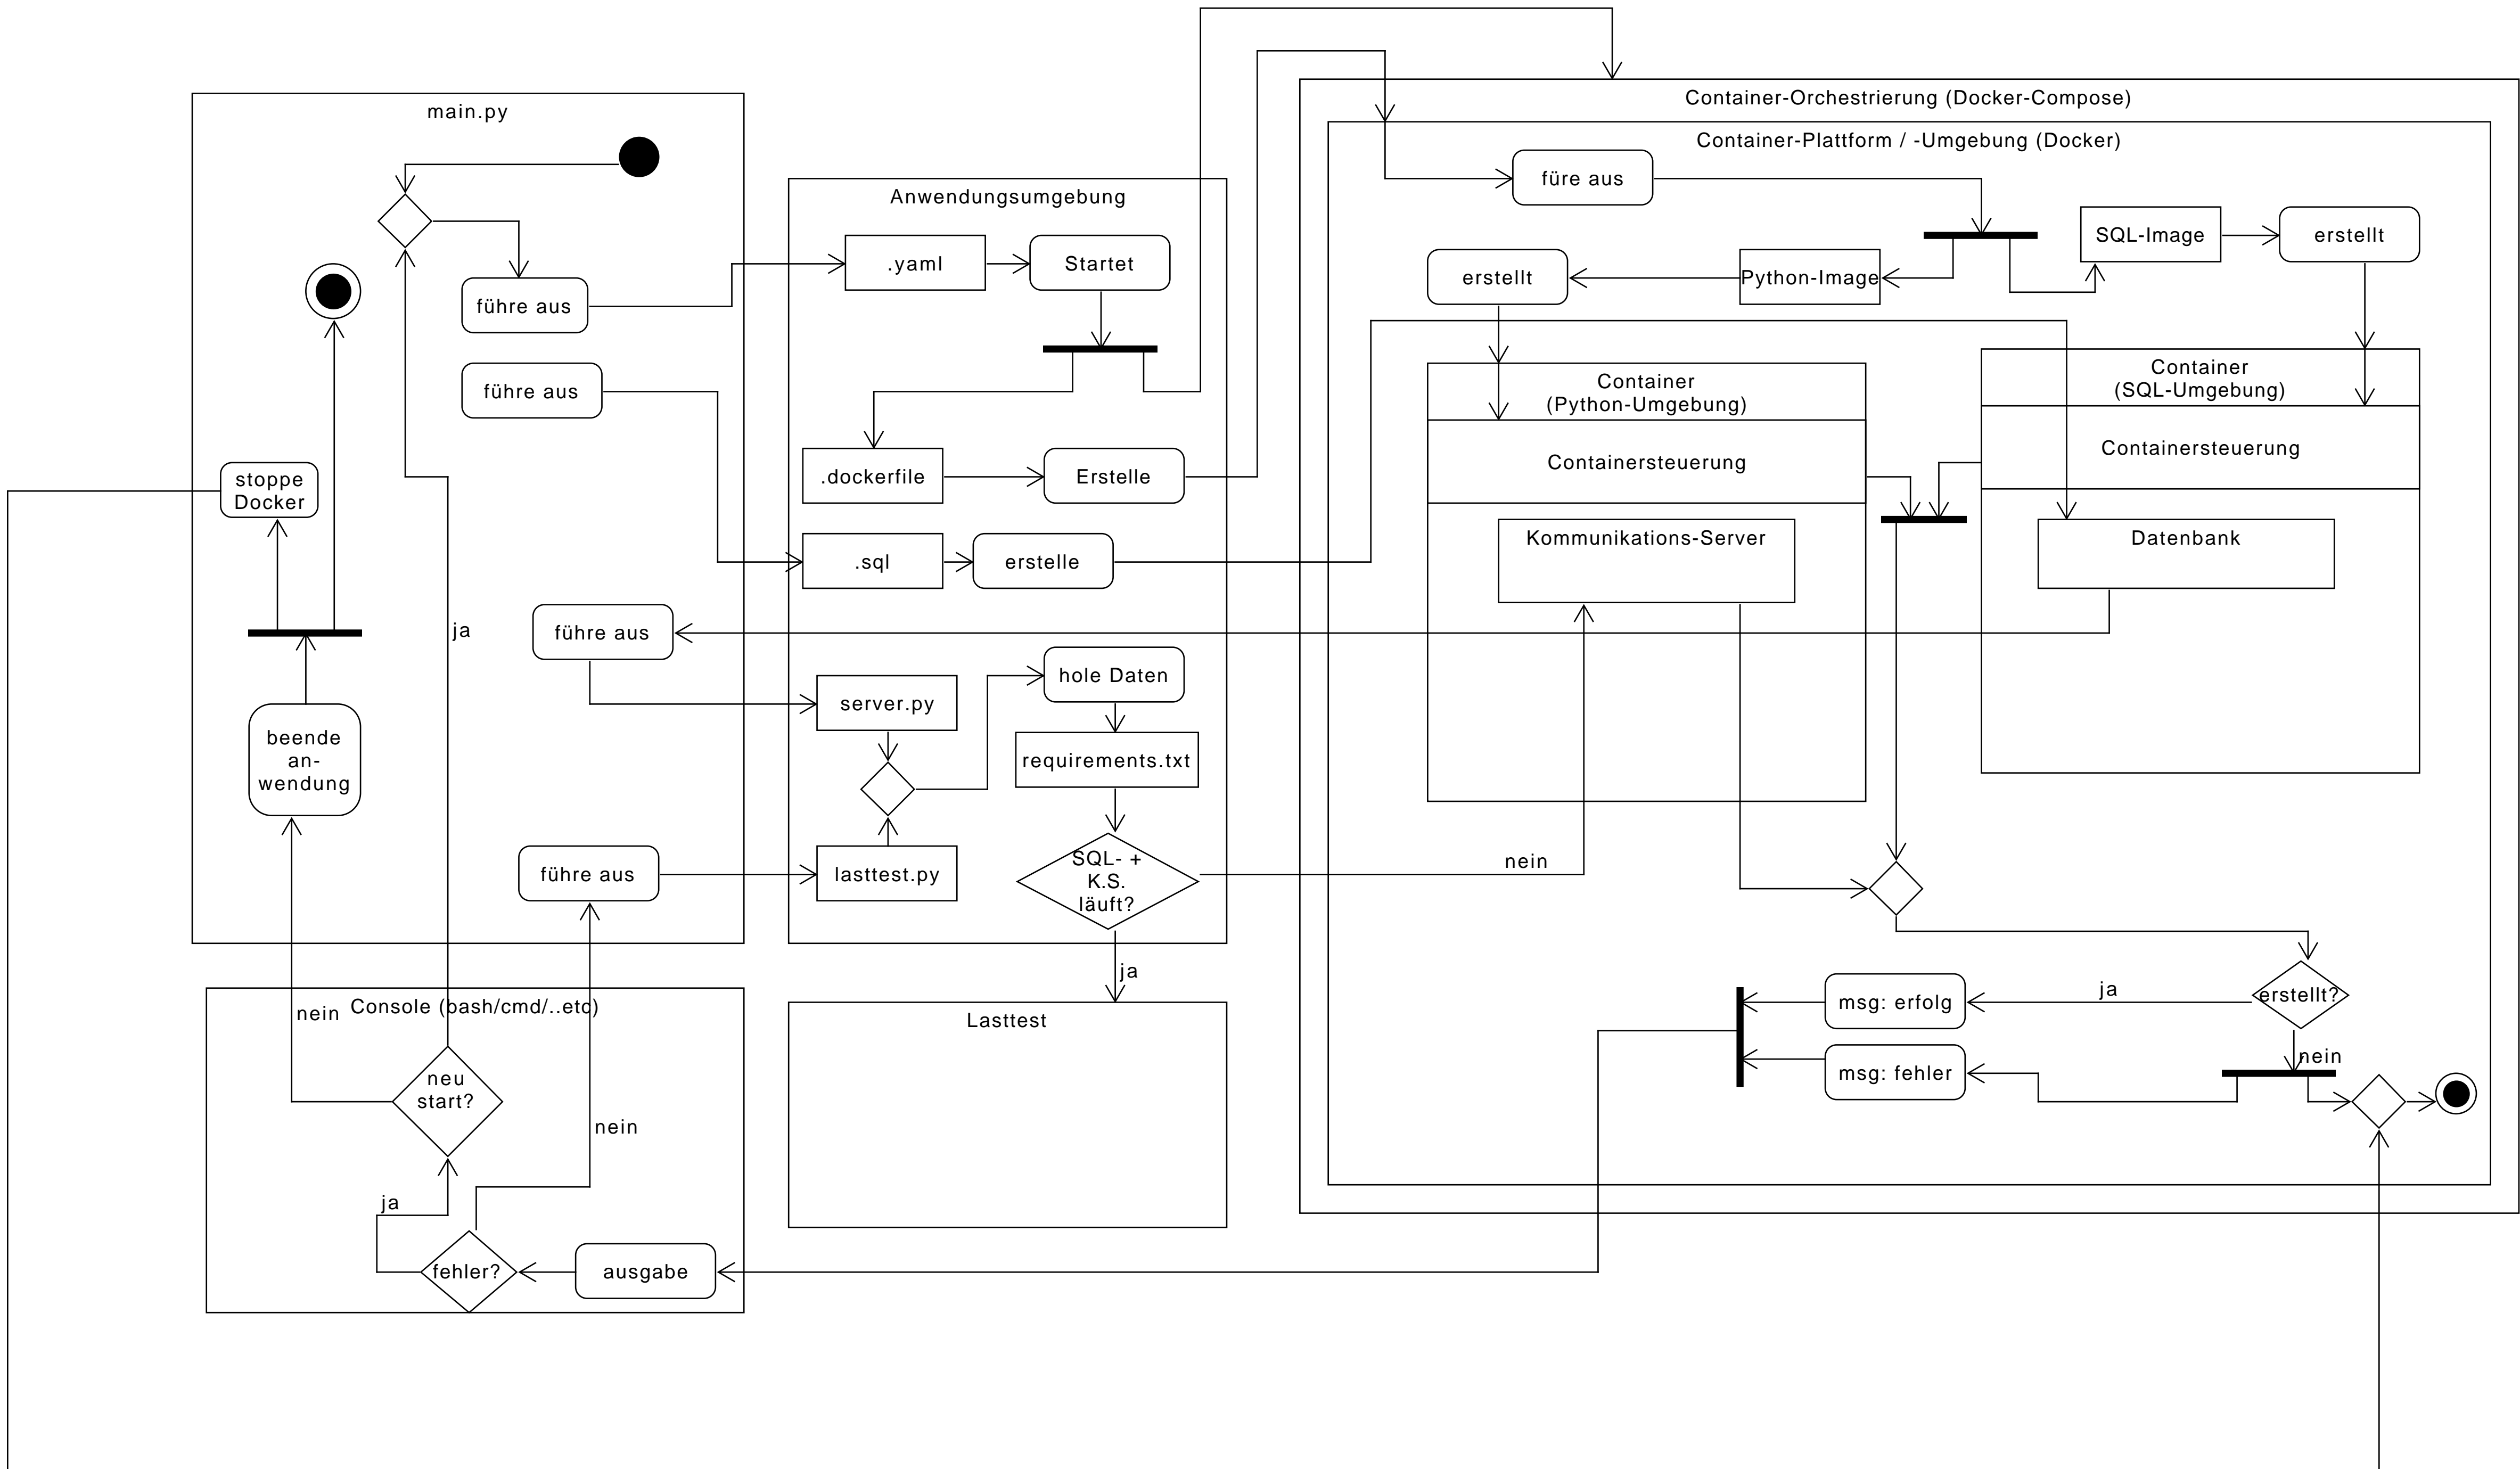 main.py
führe aus
führe aus
stoppe
Docker
ja
führe aus
beende
an-
wendung
führe aus
Anwendungsumgebung
.yaml
Startet
.dockerfile
Erstelle
.sql
erstelle
hole Daten
server.py
requirements.txt
lasttest.py
SQL- +
K.S.
läuft?
nein
ja
Lasttest
Console (bash/cmd/..etc)
nein
neu
start?
nein
ja
fehler?
ausgabe
Container-Orchestrierung (Docker-Compose)
Container-Plattform / -Umgebung (Docker)
füre aus
SQL-Image
erstellt
erstellt
Python-Image
Container
(Python-Umgebung)
Containersteuerung
Kommunikations-Server
Container
(SQL-Umgebung)
Containersteuerung
Datenbank
erstellt?
ja
msg: erfolg
nein
msg: fehler